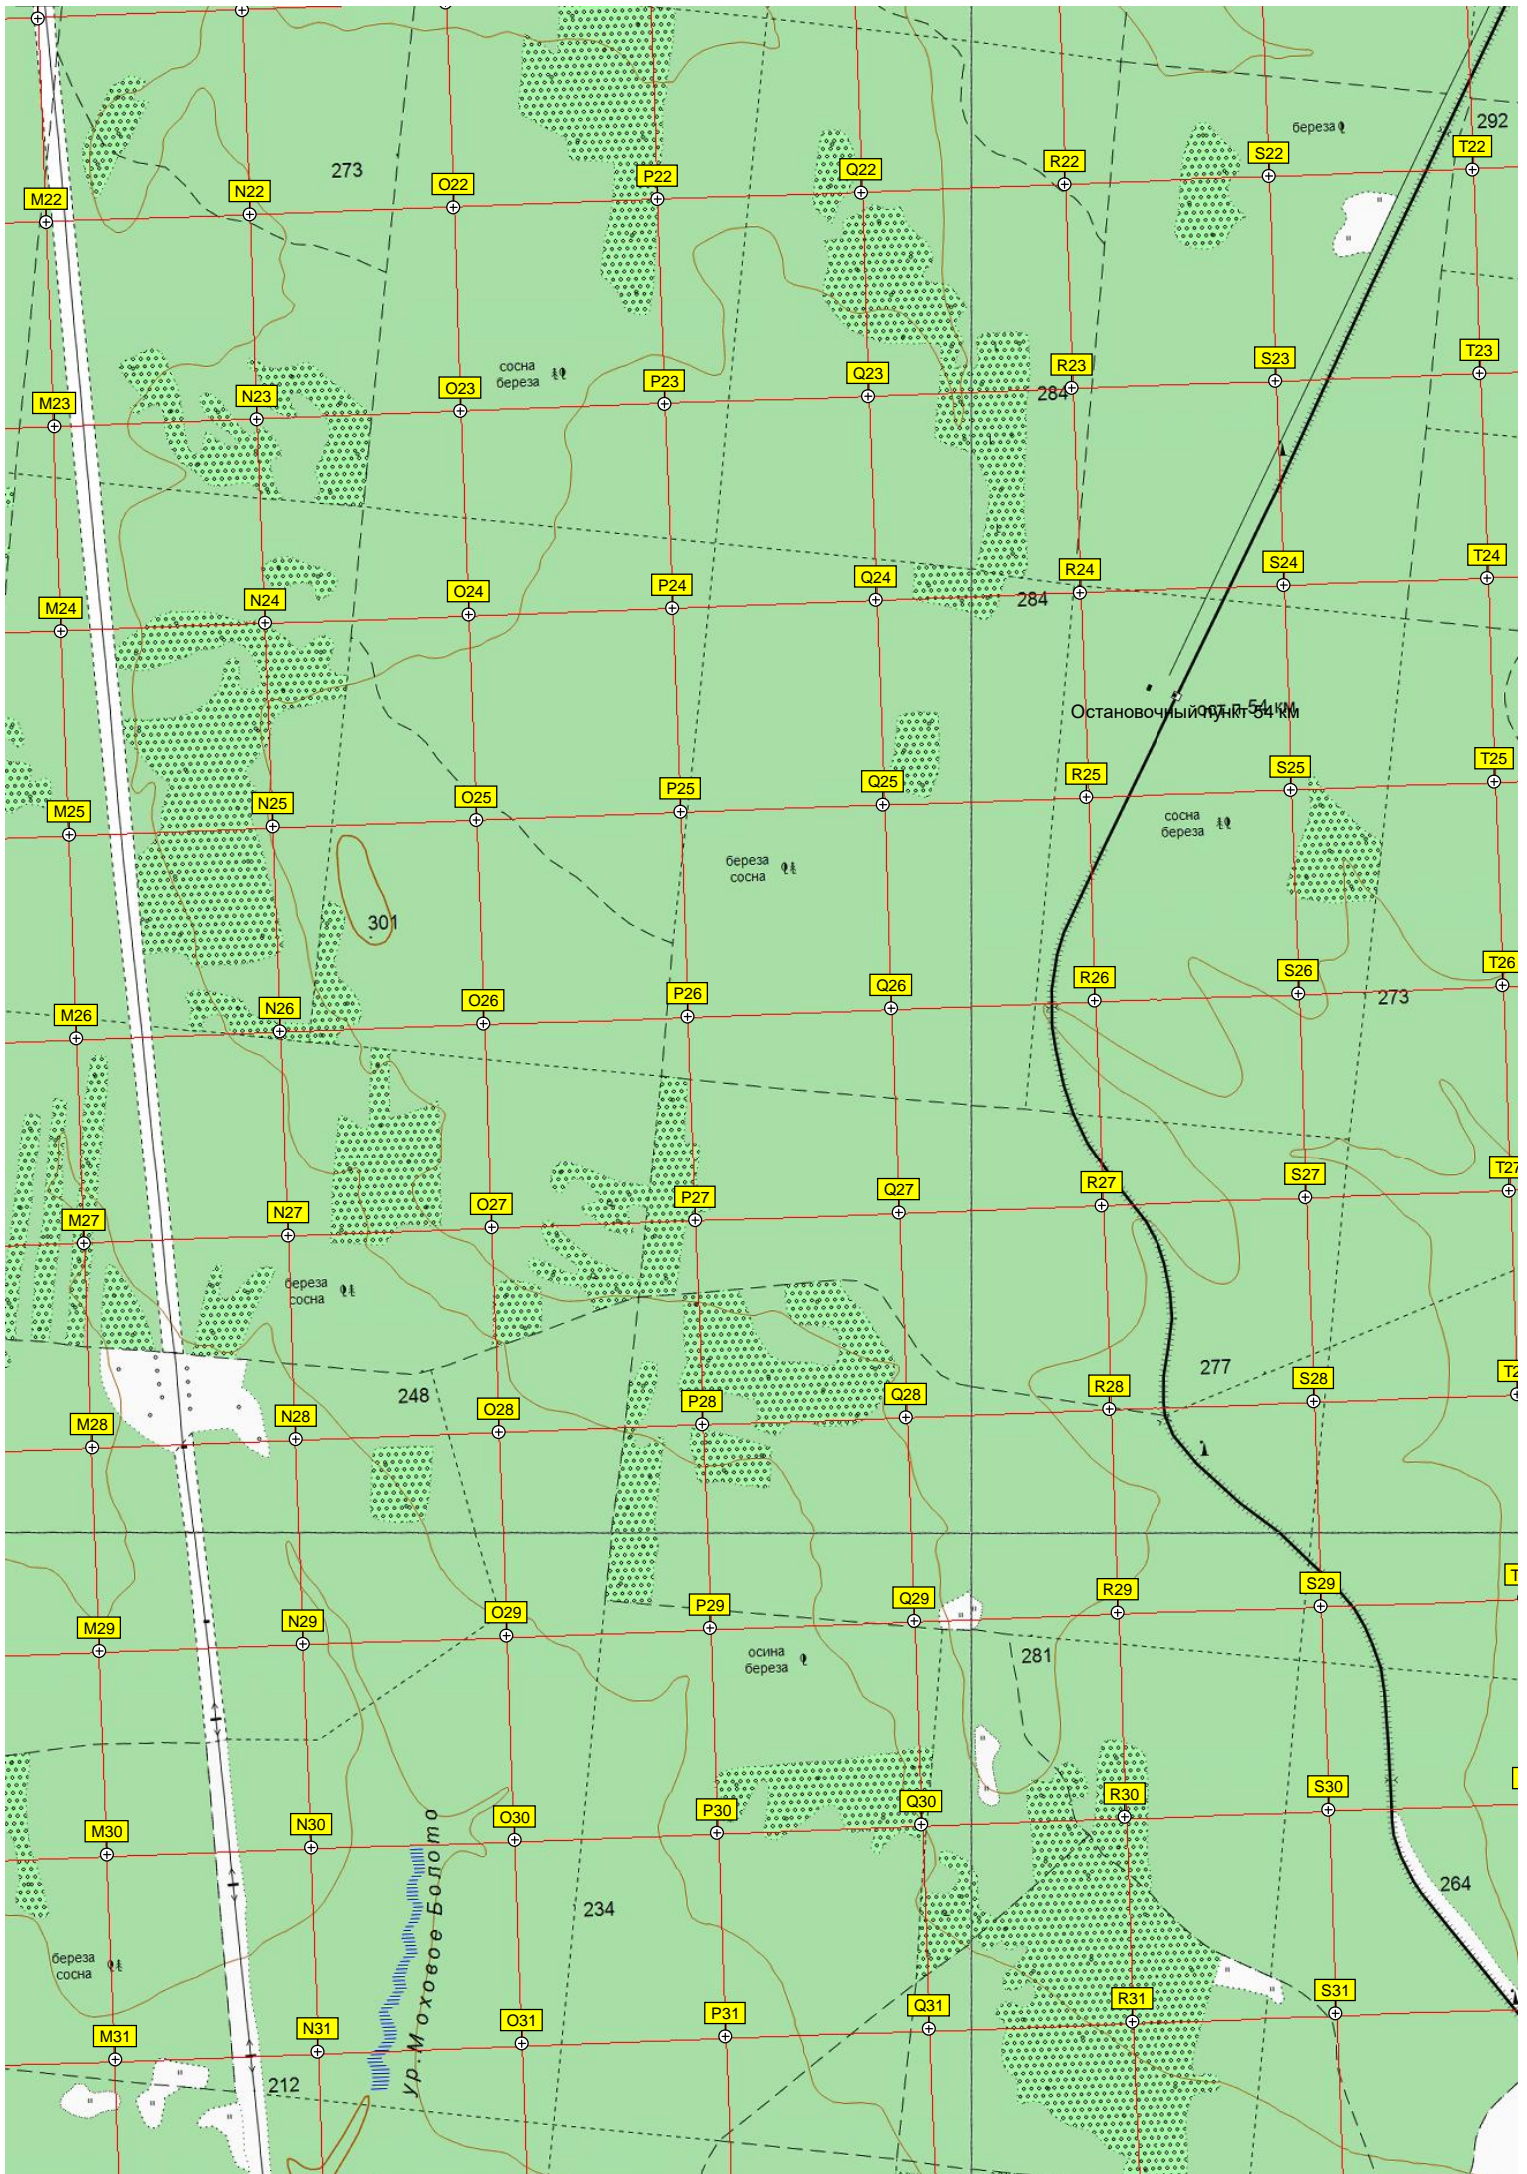 292
береза
273
M22
N22
O22
P22
Q22
R22
S22
T22
сосна
береза
M23
N23
O23
P23
Q23
R23
S23
T23
284
M24
N24
O24
P24
Q24
R24
S24
T24
284
Остановочный пункт 54 км
ост. п. 54 км
M25
N25
O25
P25
Q25
R25
S25
T25
сосна
береза
береза
сосна
301
M26
N26
O26
P26
Q26
R26
S26
T26
273
M27
N27
O27
P27
Q27
R27
S27
T27
береза
сосна
277
248
M28
N28
O28
P28
Q28
R28
S28
M29
N29
O29
P29
Q29
R29
S29
осина
береза
281
M30
N30
O30
P30
Q30
R30
S30
264
234
ур. Моховое Болото
береза
сосна
M31
N31
O31
P31
Q31
R31
S31
212